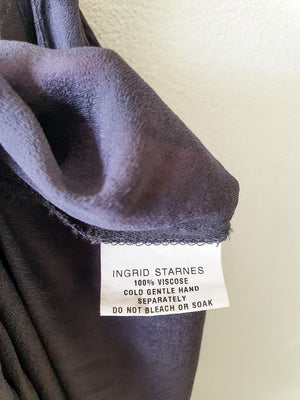 INGRID STARNES
100% VISCOSE
COLD GENTLE HAND
SEPARATELY
DO NOT BLEACH OR SOAK